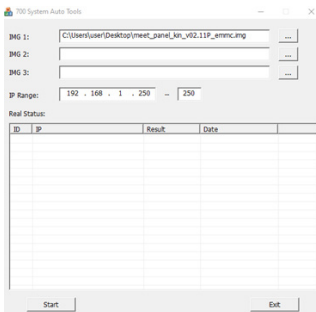 700 System Auto Tools
IMG 1: C:\Users\user\Desktop\meet_panel_kin_v02.11P_emmc.img ...
IMG 2: ...
IMG 3: ...
IP Range: 192 . 168 . 1 . 250 -- 250
Real Status:
ID IP Result Date
Start Exit